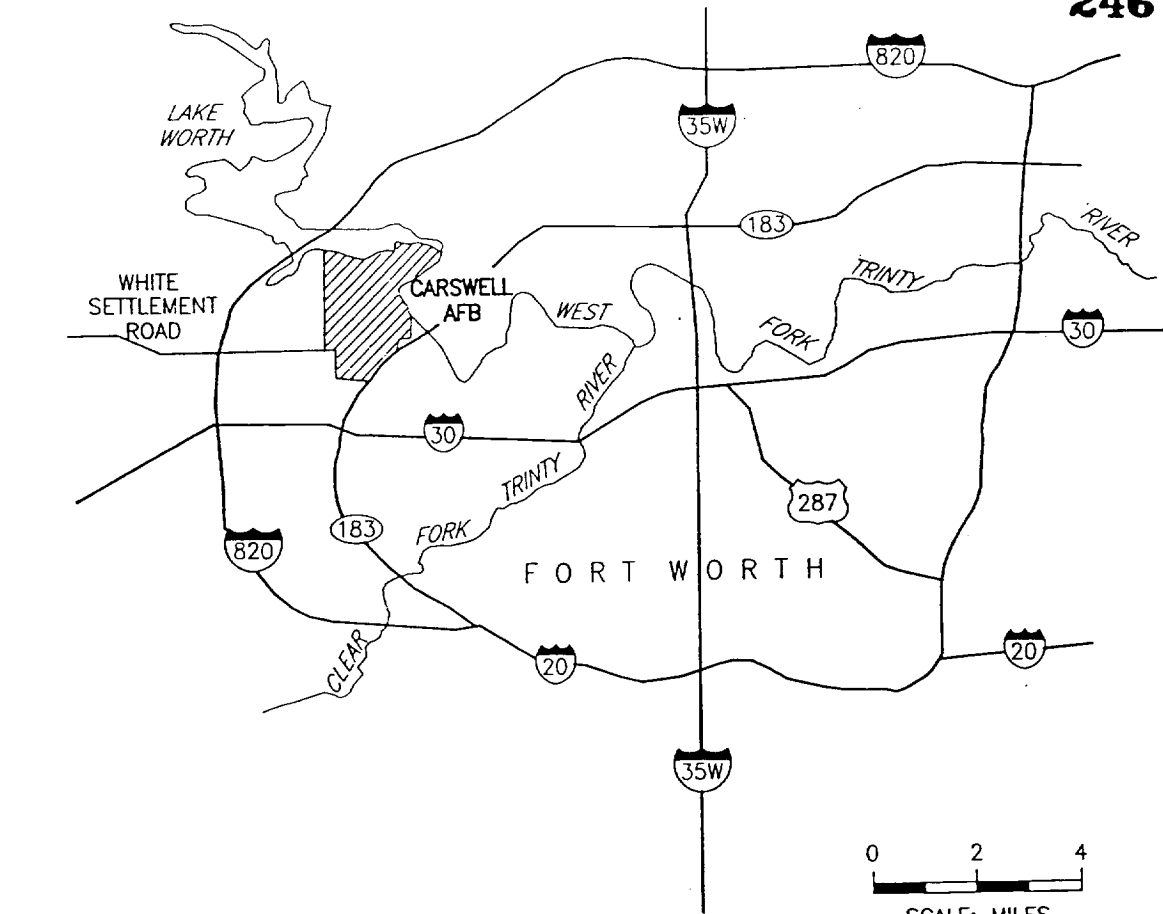 246
820
LAKE
WORTH
35W
183
RIVER
TRINTY
WHITE
SETTLEMENT
ROAD
CARSWELL
AFB
WEST
FORK
30
RIVER
30
TRINTY
287
183
FORK
820
FORT WORTH
CLEAR
20
20
35W
0 2 4
SCALE: MILES